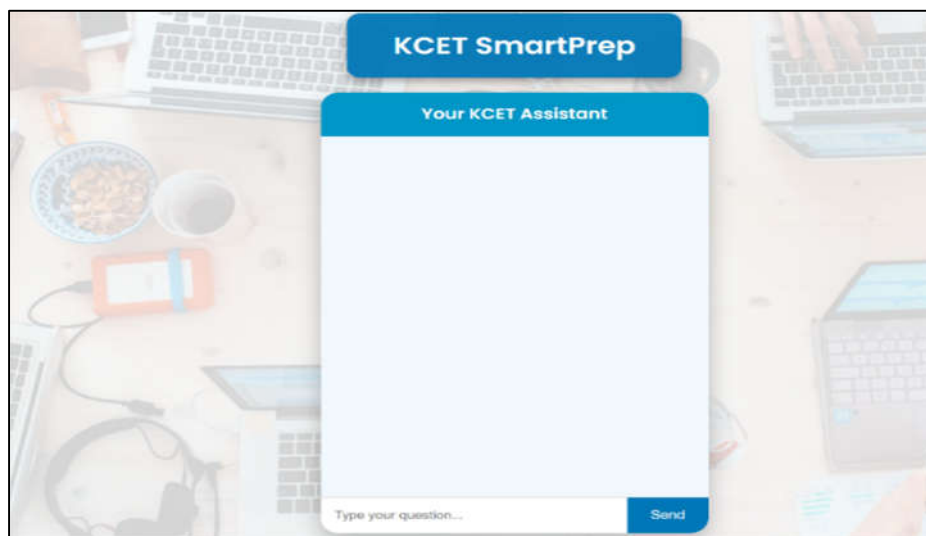 KCET SmartPrep
Your KCET Assistant
Type your question...
Send